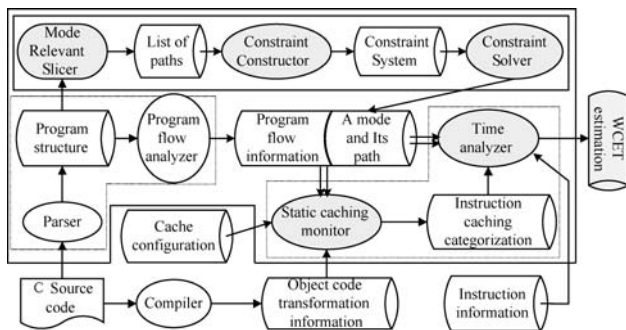 Mode
Relevant
Slicer
List of
paths
Constraint
Constructor
Constraint
System
Constraint
Solver
Program
structure
Program
flow
analyzer
Program flow
information
A mode
and Its
path
Time
analyzer
WCET
estimation
Parser
Cache
configuration
Static caching
monitor
Instruction
caching
categorization
C Source
code
Compiler
Object code
transformation
information
Instruction
information